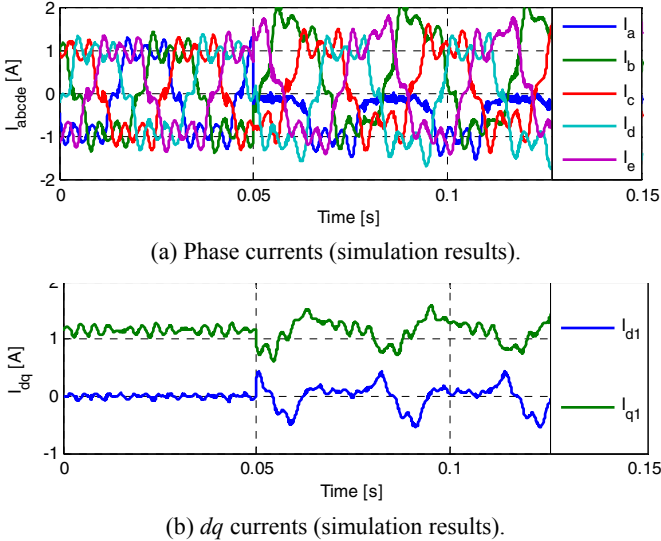 2
1
0
-1
-2
I_abcde [A]
0
0.05
0.1
0.15
Time [s]
I_a
I_b
I_c
I_d
I_e
(a) Phase currents (simulation results).
2
1
0
-1
I_dq [A]
0
0.05
0.1
0.15
Time [s]
I_d1
I_q1
(b) dq currents (simulation results).